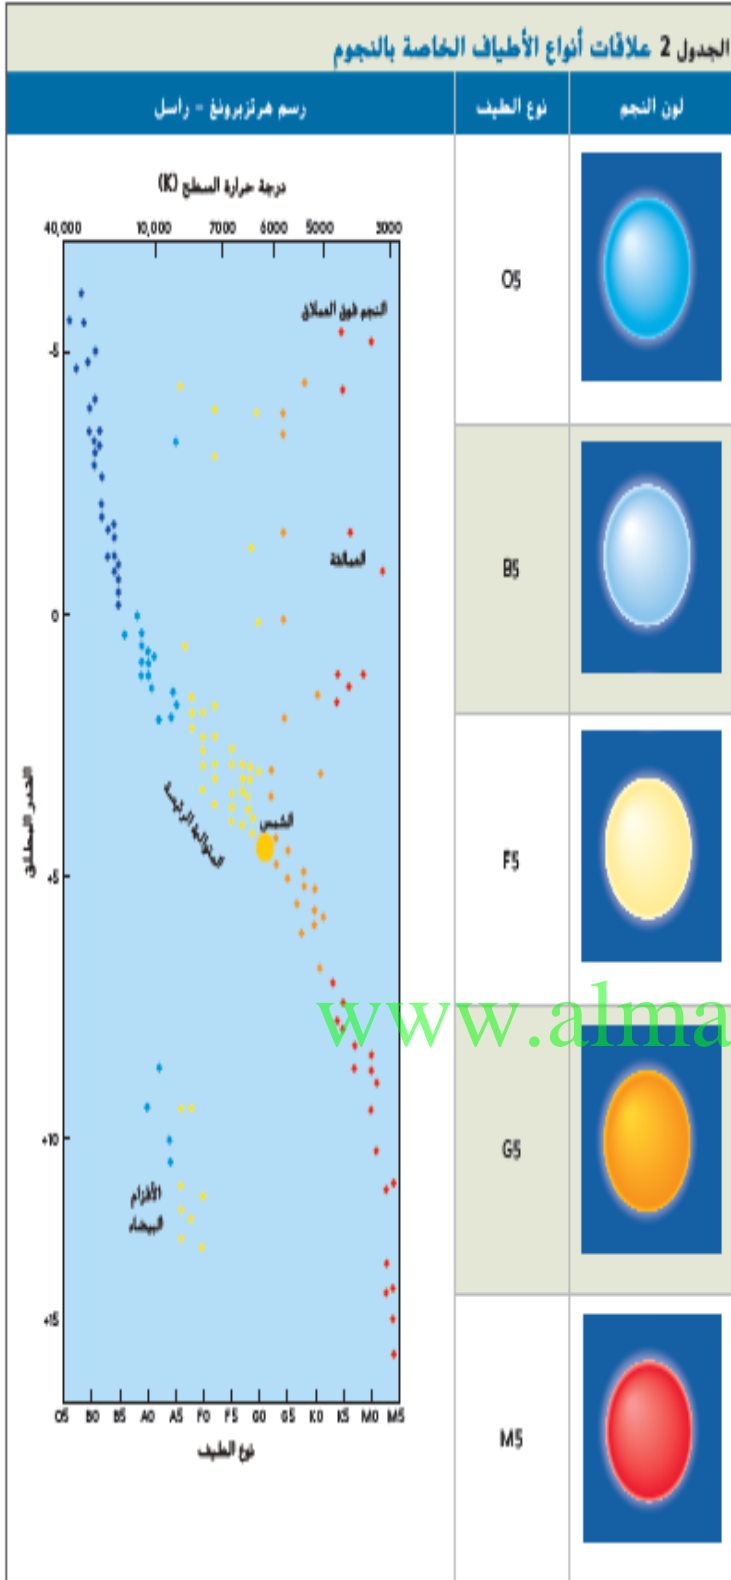 الجدول 2 علاقات أنواع الأطياف الخاصة بالنجوم
لون النجم
نوع الطيف
رسم هرتزبرونغ - راسل
درجة حرارة السطح (K)
40,000 10,000 7000 6000 5000 3000
النجم فوق العملاق
-5
العمالقة
0
المتوالية الرئيسة
الشمس
+5
القدر المطلق
+10
الأقزام
البيضاء
+15
O5 B0 B5 A0 A5 F0 F5 G0 G5 K0 K5 M0 M5
نوع الطيف
O5
B5
F5
G5
M5
www.alma